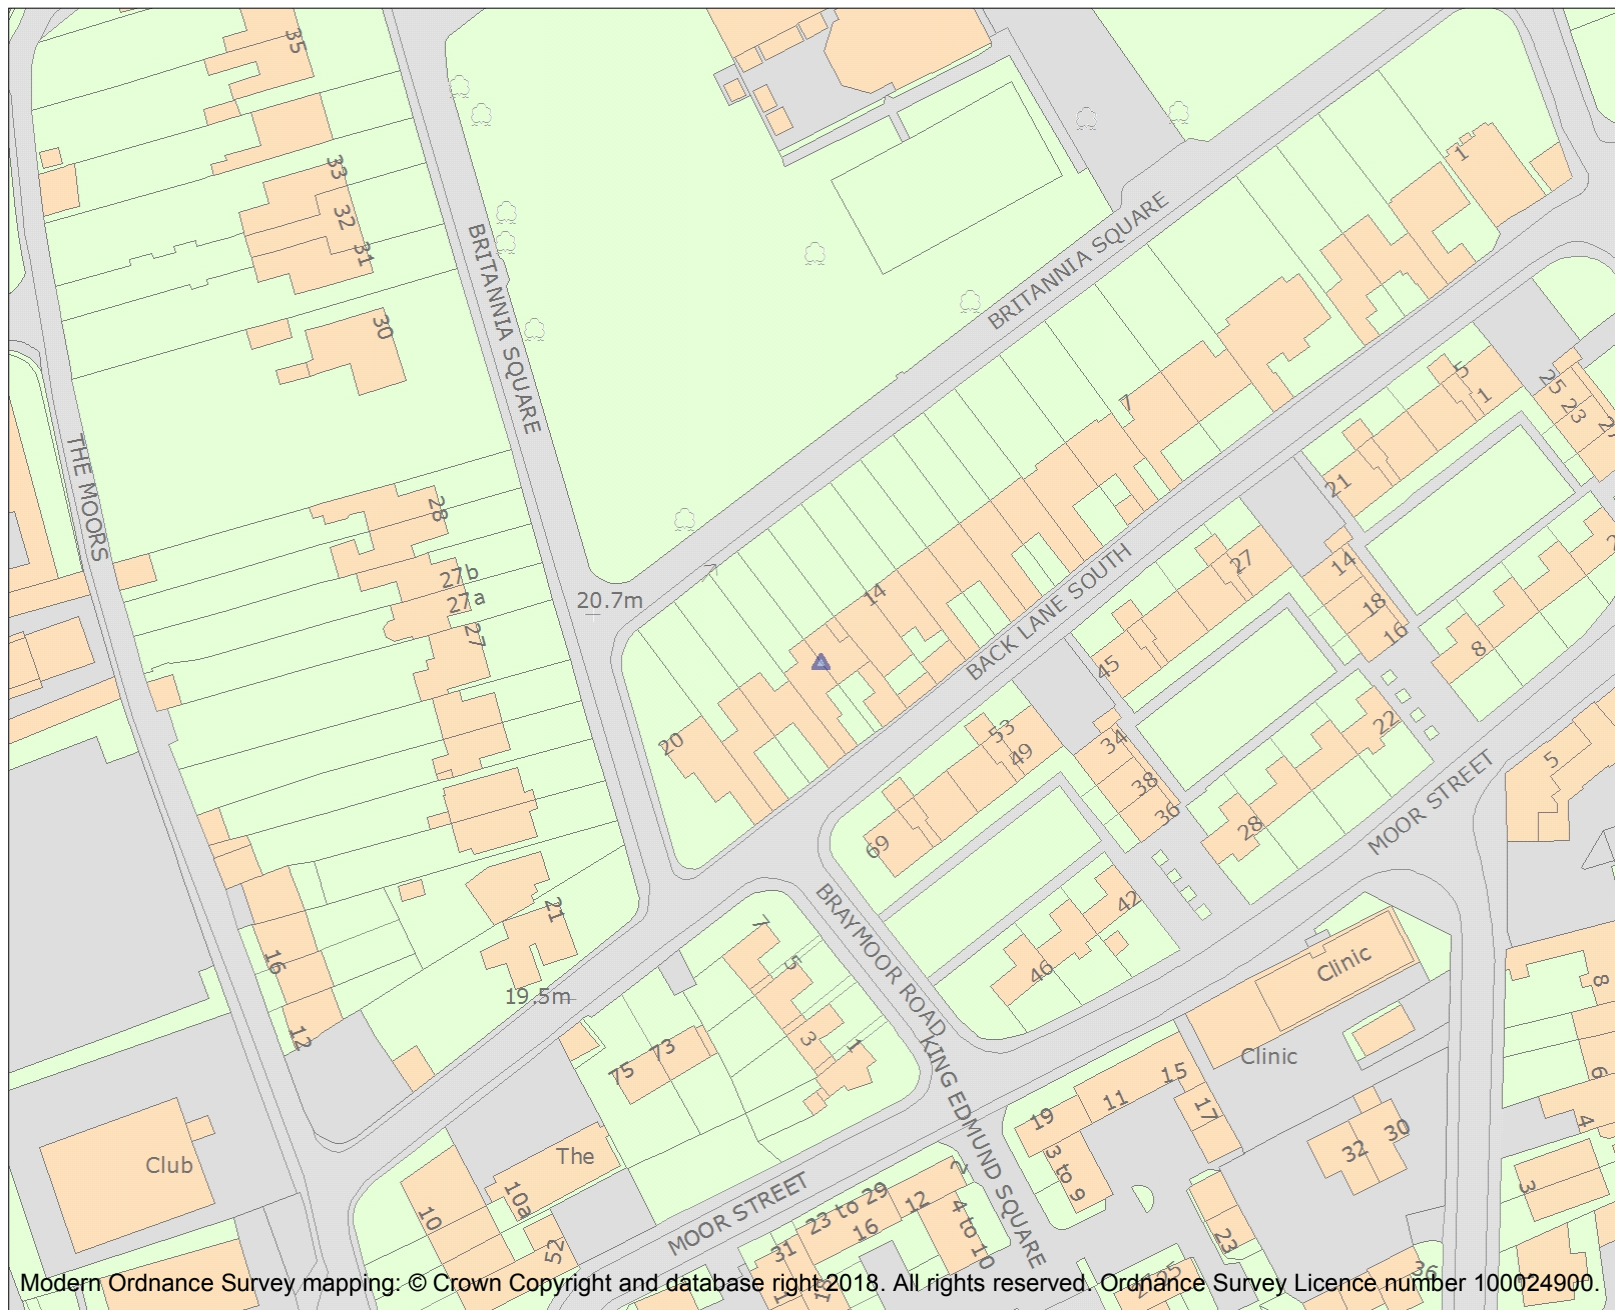 35
33
32
31
30
BRITANNIA SQUARE
BRITANNIA SQUARE
1
THE MOORS
28
27b
27a
27
20.7m
7
14
20
BACK LANE SOUTH
5
1
25
23
21
27
14
18
16
8
45
53
49
34
38
36
22
28
69
42
46
MOOR STREET
5
21
16
12
19.5m
7
5
3
1
75
73
BRAYMOOR ROAD
KING EDMUND SQUARE
Clinic
Clinic
8
6
4
3
15
11
19
17
3 to 9
32
30
Club
The
10a
10
52
MOOR STREET
23 to 29
16
12
2
4 to 10
31
23
36
Modern Ordnance Survey mapping: © Crown Copyright and database right 2018. All rights reserved. Ordnance Survey Licence number 100024900.